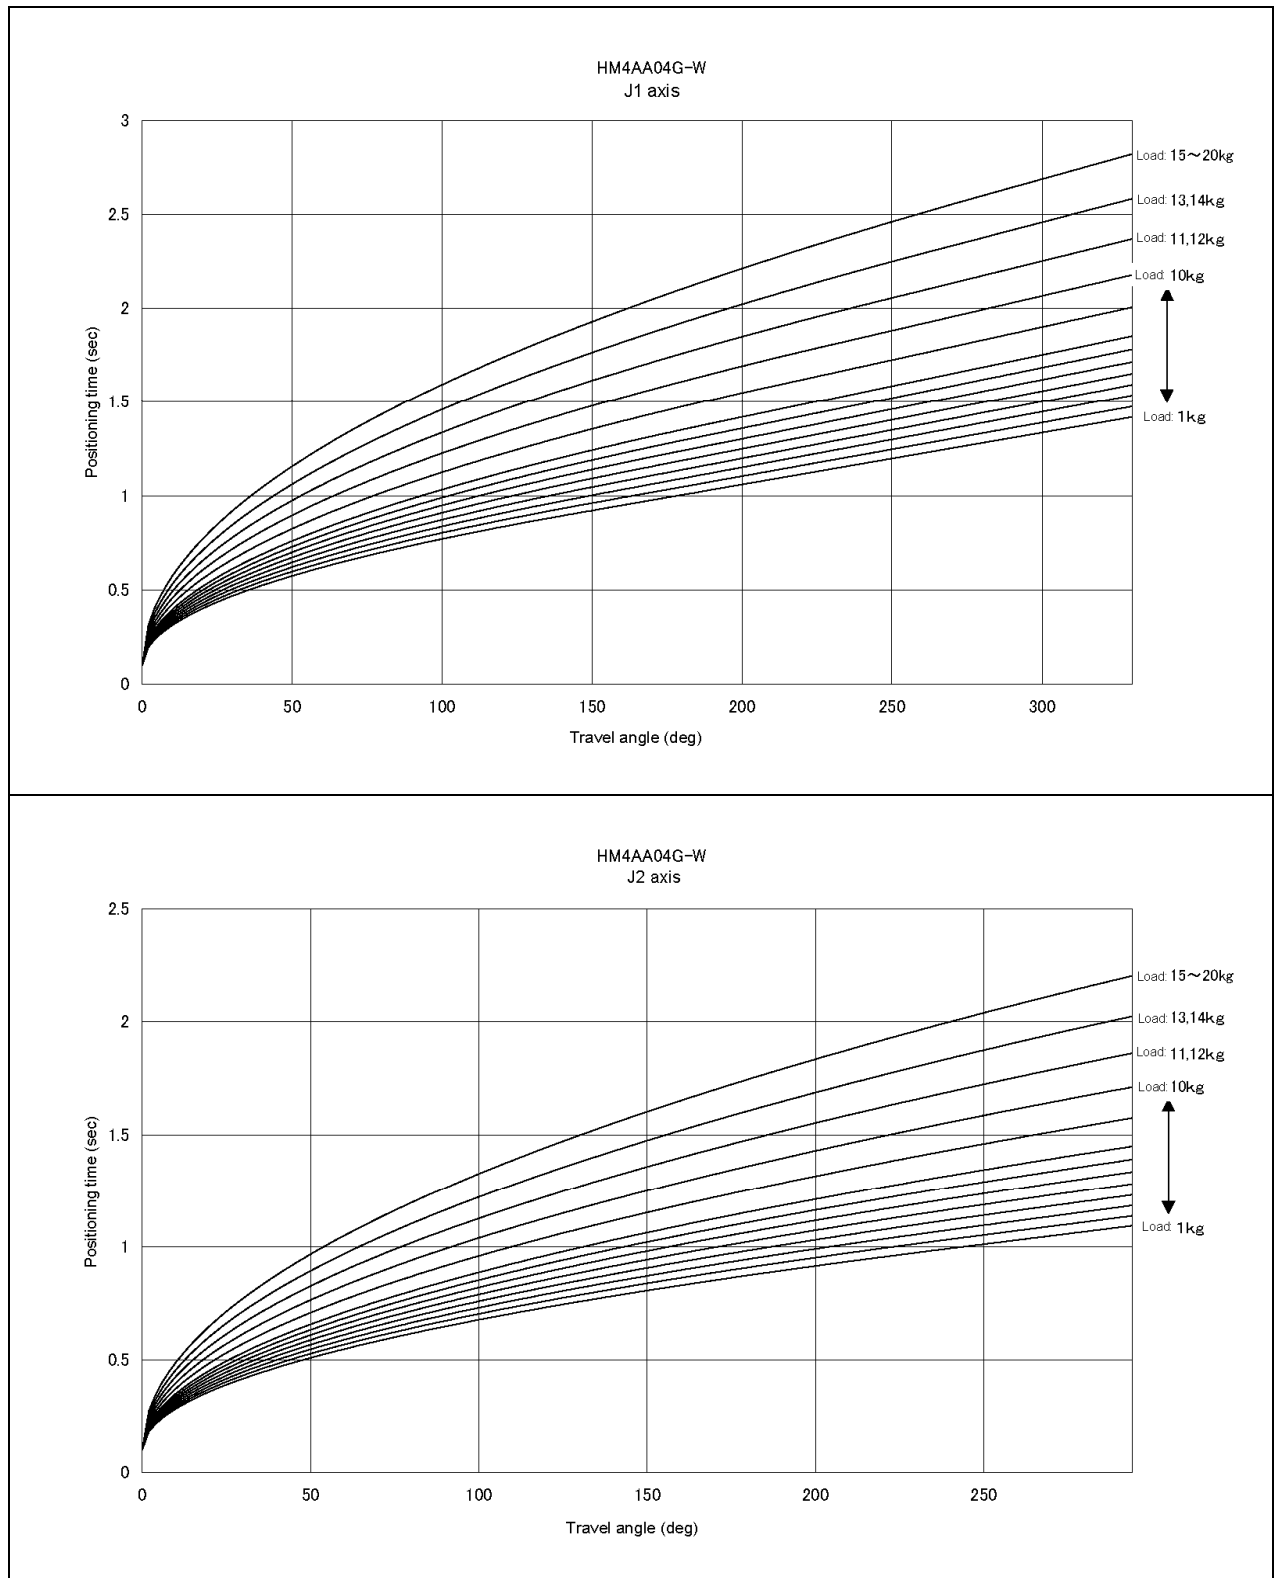 HM4AA04G-W
J1 axis
3
Load: 15～20kg
2.5
Load: 13,14kg
Load: 11,12kg
Load: 10kg
2
1.5
Load: 1kg
1
0.5
0
Positioning time (sec)
0 50 100 150 200 250 300
Travel angle (deg)
HM4AA04G-W
J2 axis
2.5
Load: 15～20kg
2
Load: 13,14kg
Load: 11,12kg
Load: 10kg
1.5
Load: 1kg
1
0.5
0
Positioning time (sec)
0 50 100 150 200 250
Travel angle (deg)